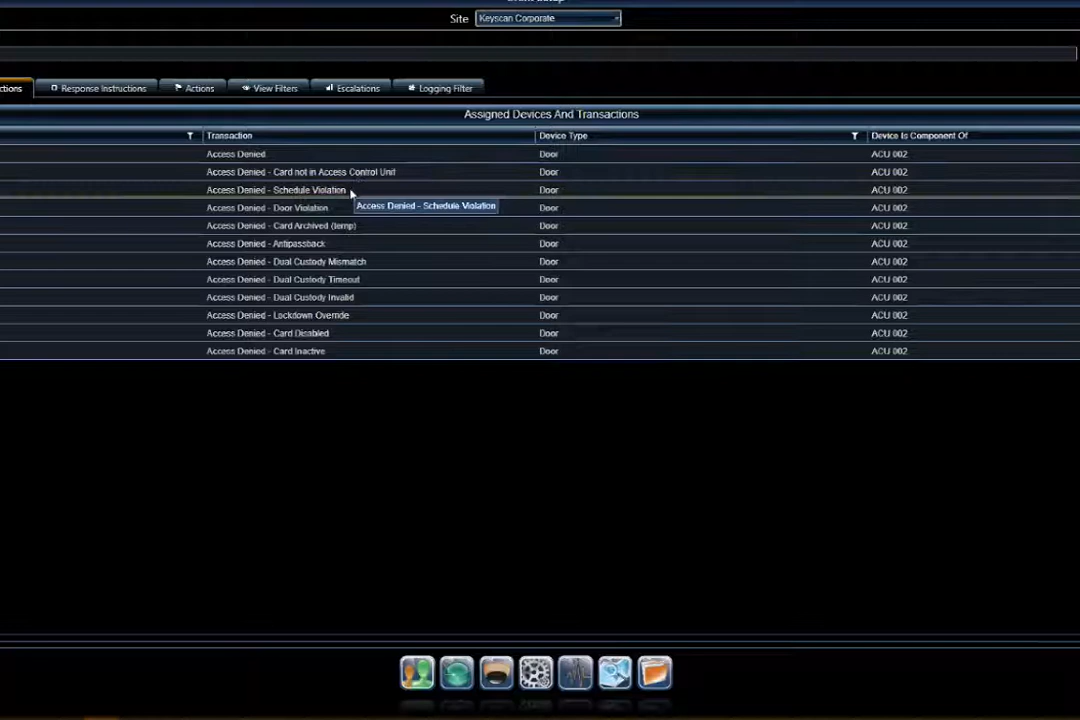 Site Keyscan Corporate
ctions Response Instructions Actions View Filters Escalations Logging Filter
Assigned Devices And Transactions
Transaction Device Type Device Is Component Of
Access Denied Door ACU 002
Access Denied - Card not in Access Control Unit Door ACU 002
Access Denied - Schedule Violation Door ACU 002
Access Denied - Schedule Violation
Access Denied - Door Violation Door ACU 002
Access Denied - Card Archived (temp) Door ACU 002
Access Denied - Antipassback Door ACU 002
Access Denied - Dual Custody Mismatch Door ACU 002
Access Denied - Dual Custody Timeout Door ACU 002
Access Denied - Dual Custody Invalid Door ACU 002
Access Denied - Lockdown Override Door ACU 002
Access Denied - Card Disabled Door ACU 002
Access Denied - Card Inactive Door ACU 002